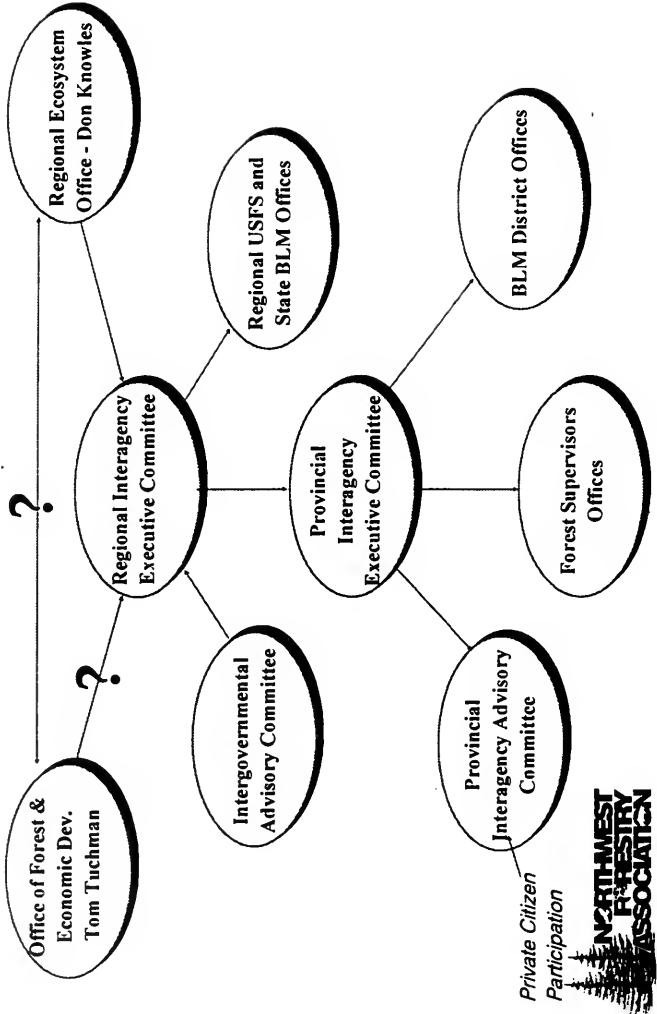 Office of Forest &
Economic Dev.
Tom Tuchman
?
?
Regional Ecosystem
Office - Don Knowles
Regional Interagency
Executive Committee
Intergovernmental
Advisory Committee
Regional USFS and
State BLM Offices
Provincial
Interagency
Executive Committee
Provincial
Interagency Advisory
Committee
Forest Supervisors
Offices
BLM District Offices
Private Citizen
Participation
NORTHWEST
FORESTRY
ASSOCIATION